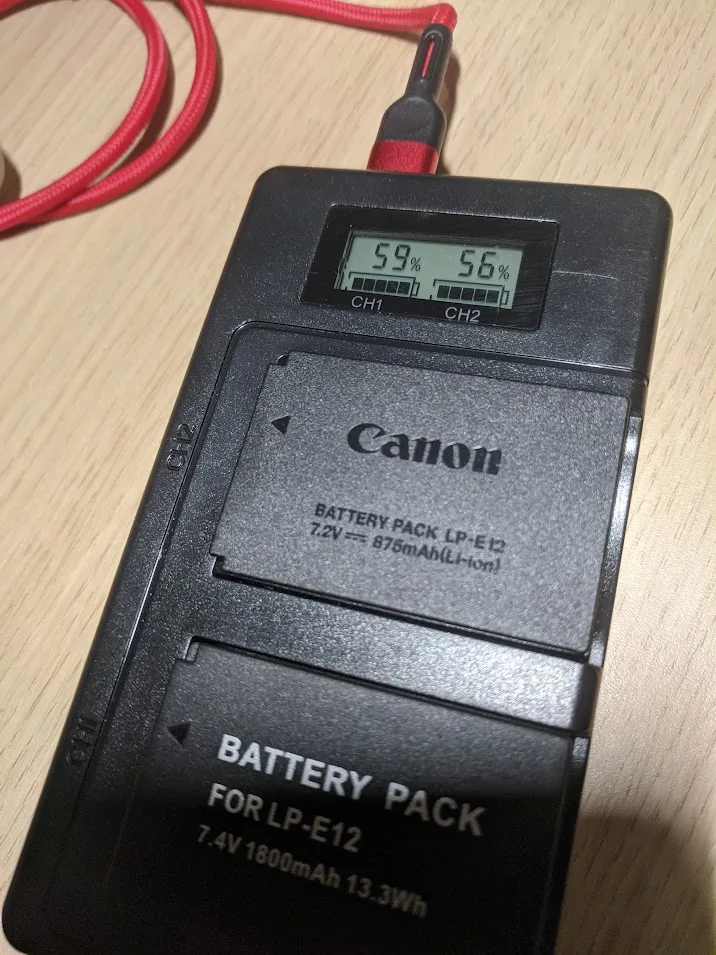 59% 56%
CH1 CH2
Canon
BATTERY PACK LP-E12
7.2V ⎓ 875mAh(Li-ion)
CH2
BATTERY PACK
FOR LP-E12
7.4V 1800mAh 13.3Wh
CH1